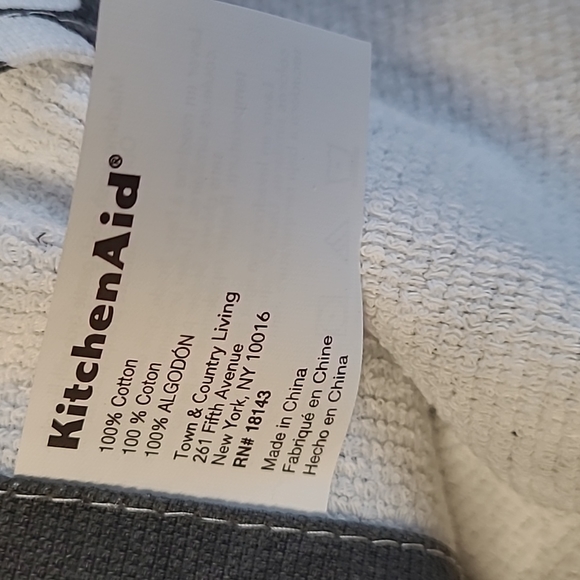 KitchenAid®
100% Cotton
100 % Coton
100% ALGODÓN
Town & Country Living
261 Fifth Avenue
New York, NY 10016
RN# 18143
Made in China
Fabriqué en Chine
Hecho en China